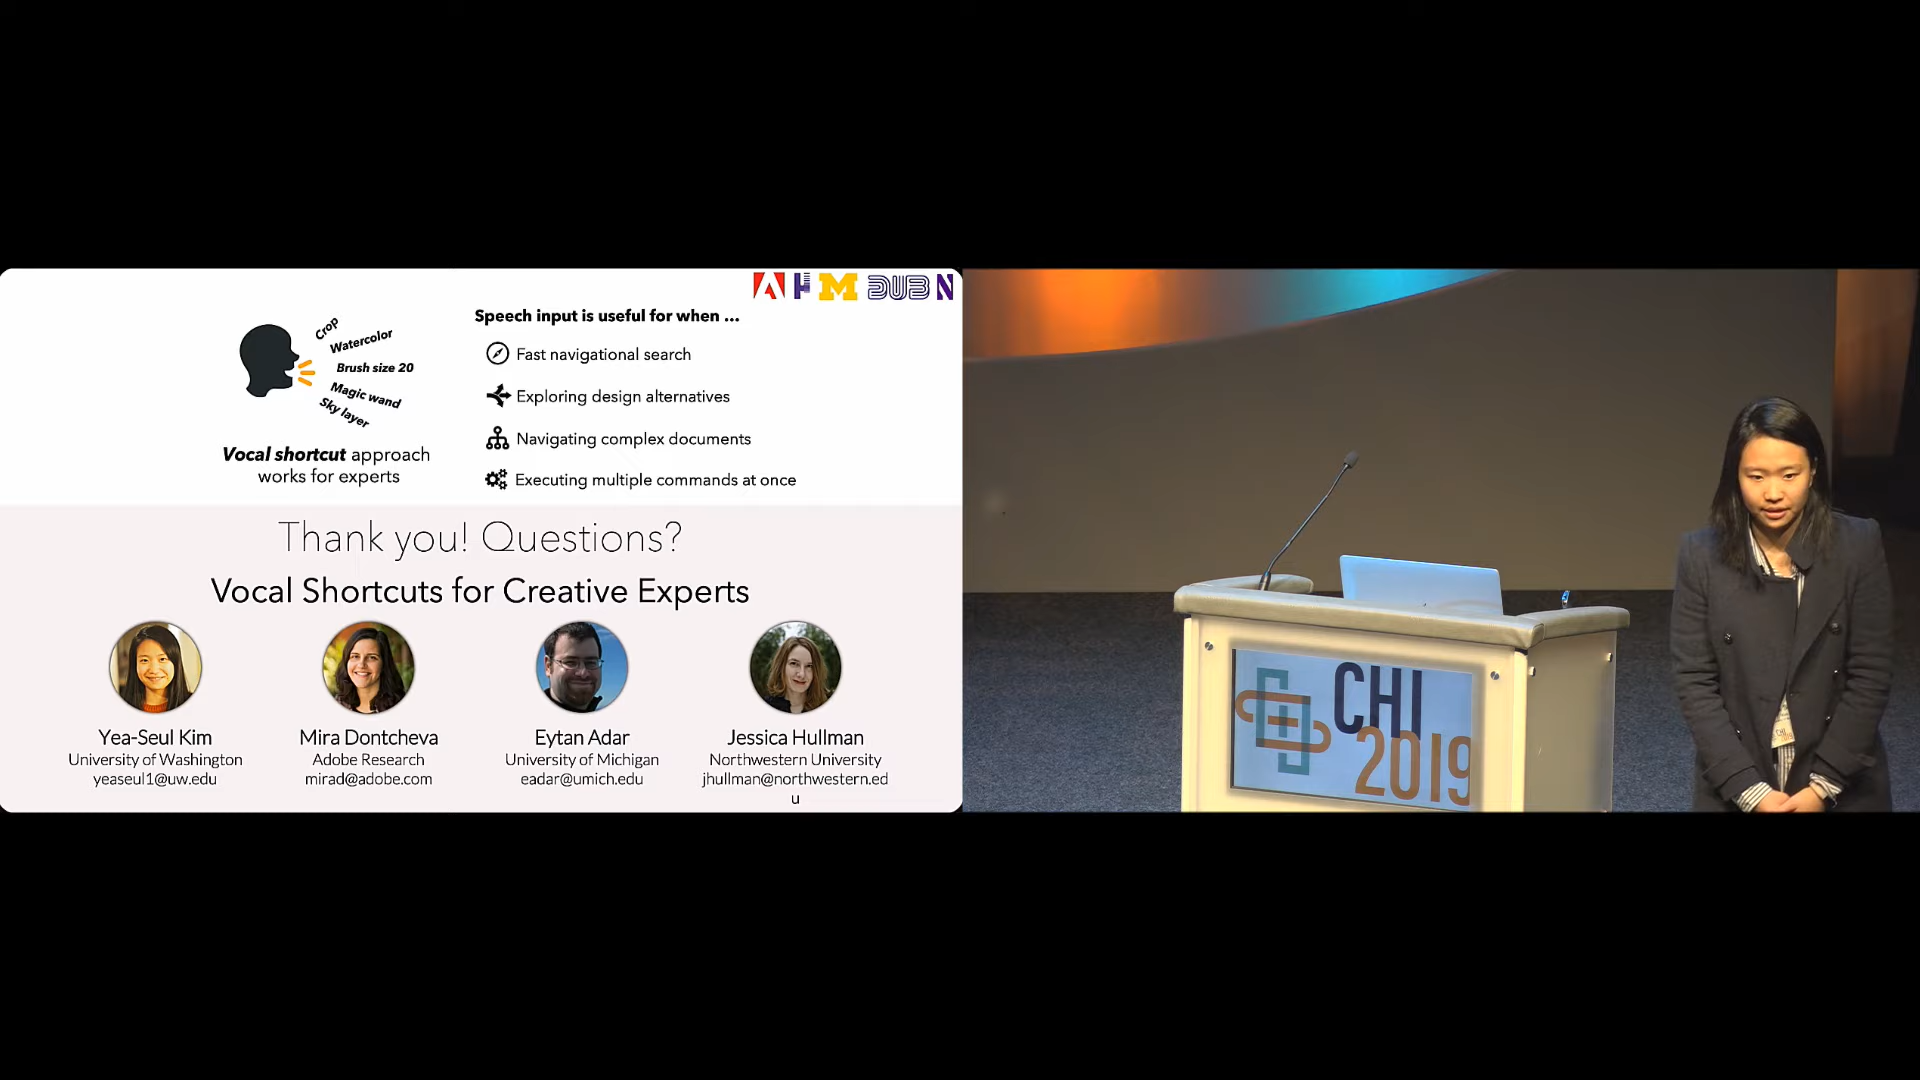 Crop
Watercolor
Brush size 20
Magic wand
Sky layer
Vocal shortcut approach
works for experts
M DUB N
Speech input is useful for when ...
Fast navigational search
Exploring design alternatives
Navigating complex documents
Executing multiple commands at once
Thank you! Questions?
Vocal Shortcuts for Creative Experts
Yea-Seul Kim
University of Washington
yeaseul1@uw.edu
Mira Dontcheva
Adobe Research
mirad@adobe.com
Eytan Adar
University of Michigan
eadar@umich.edu
Jessica Hullman
Northwestern University
jhullman@northwestern.ed
u
CHI
2019